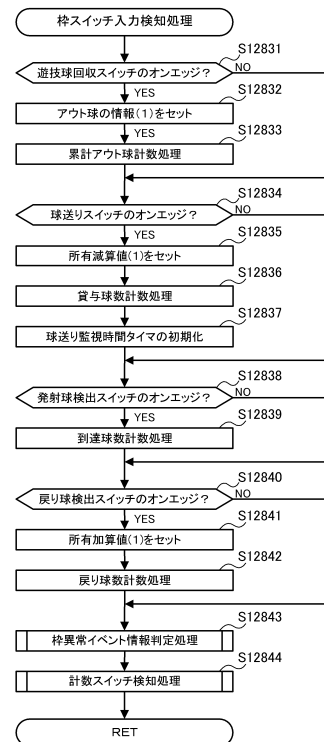 枠スイッチ入力検知処理
S12831
遊技球回収スイッチのオンエッジ？
NO
YES
S12832
アウト球の情報(1)をセット
YES
S12833
累計アウト球計数処理
S12834
球送りスイッチのオンエッジ？
NO
YES
S12835
所有減算値(1)をセット
S12836
貸与球数計数処理
S12837
球送り監視時間タイマの初期化
S12838
発射球検出スイッチのオンエッジ？
NO
YES
S12839
到達球数計数処理
S12840
戻り球検出スイッチのオンエッジ？
NO
YES
S12841
所有加算値(1)をセット
S12842
戻り球数計数処理
S12843
枠異常イベント情報判定処理
S12844
計数スイッチ検知処理
RET